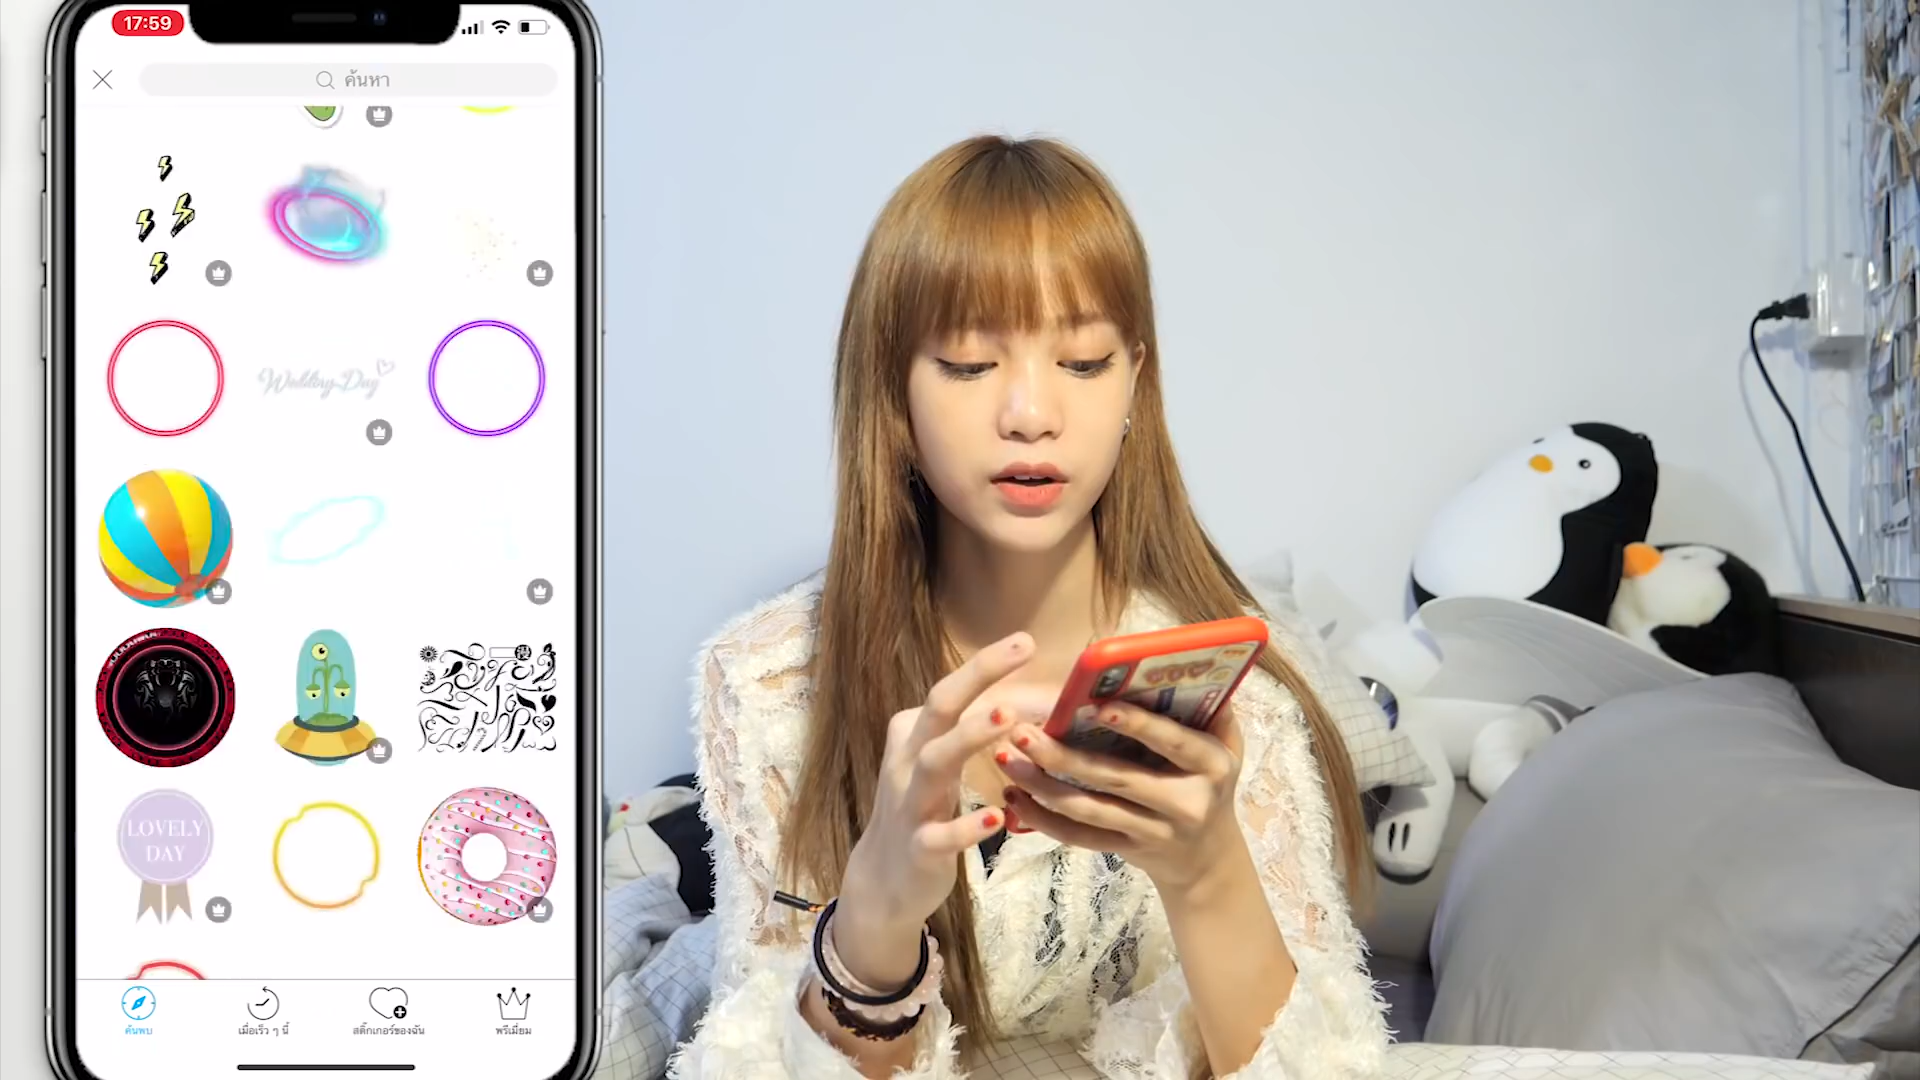 17:59
ค้นหา
Wedding Day
LOVELY
DAY
ค้นพบ
เมื่อเร็ว ๆ นี้
สติ๊กเกอร์ของฉัน
พรีเมี่ยม